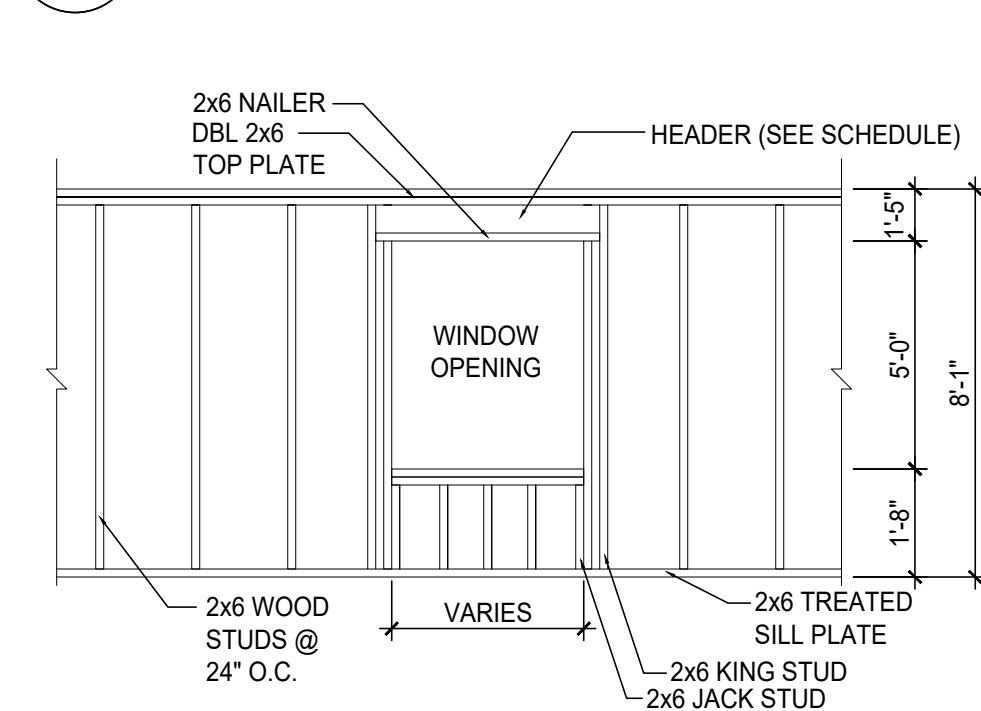 2x6 NAILER
DBL 2x6
TOP PLATE
HEADER (SEE SCHEDULE)
1'-5"
WINDOW
OPENING
5'-0"
8'-1"
1'-8"
2x6 WOOD
STUDS @
24" O.C.
VARIES
2x6 TREATED
SILL PLATE
2x6 KING STUD
2x6 JACK STUD